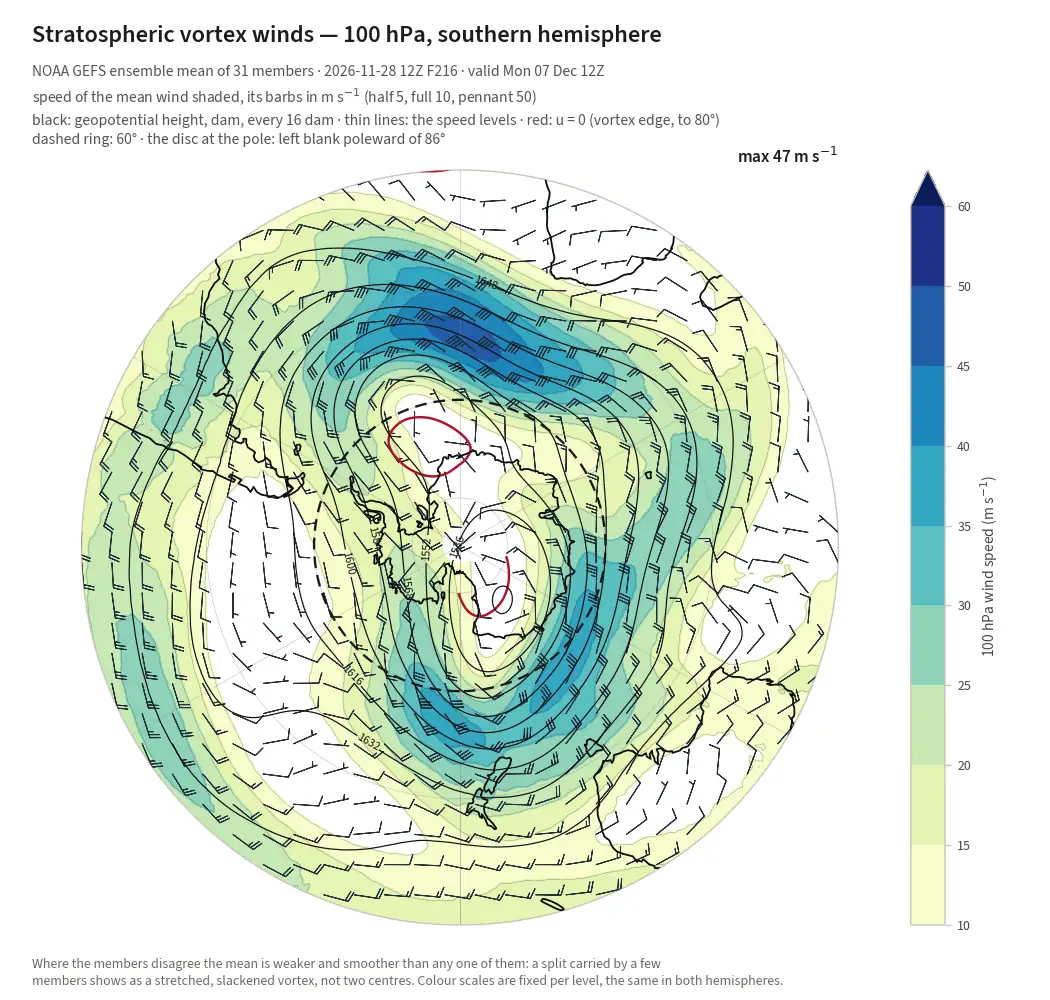 Stratospheric vortex winds — 100 hPa, southern hemisphere
NOAA GEFS ensemble mean of 31 members · 2026-11-28 12Z F216 · valid Mon 07 Dec 12Z
speed of the mean wind shaded, its barbs in m s⁻¹ (half 5, full 10, pennant 50)
black: geopotential height, dam, every 16 dam · thin lines: the speed levels · red: u = 0 (vortex edge, to 80°)
dashed ring: 60° · the disc at the pole: left blank poleward of 86°
max 47 m s⁻¹
60
50
45
40
35
30
25
20
15
10
100 hPa wind speed (m s⁻¹)
1648
1552
1600
1616
1632
Where the members disagree the mean is weaker and smoother than any one of them: a split carried by a few
members shows as a stretched, slackened vortex, not two centres. Colour scales are fixed per level, the same in both hemispheres.